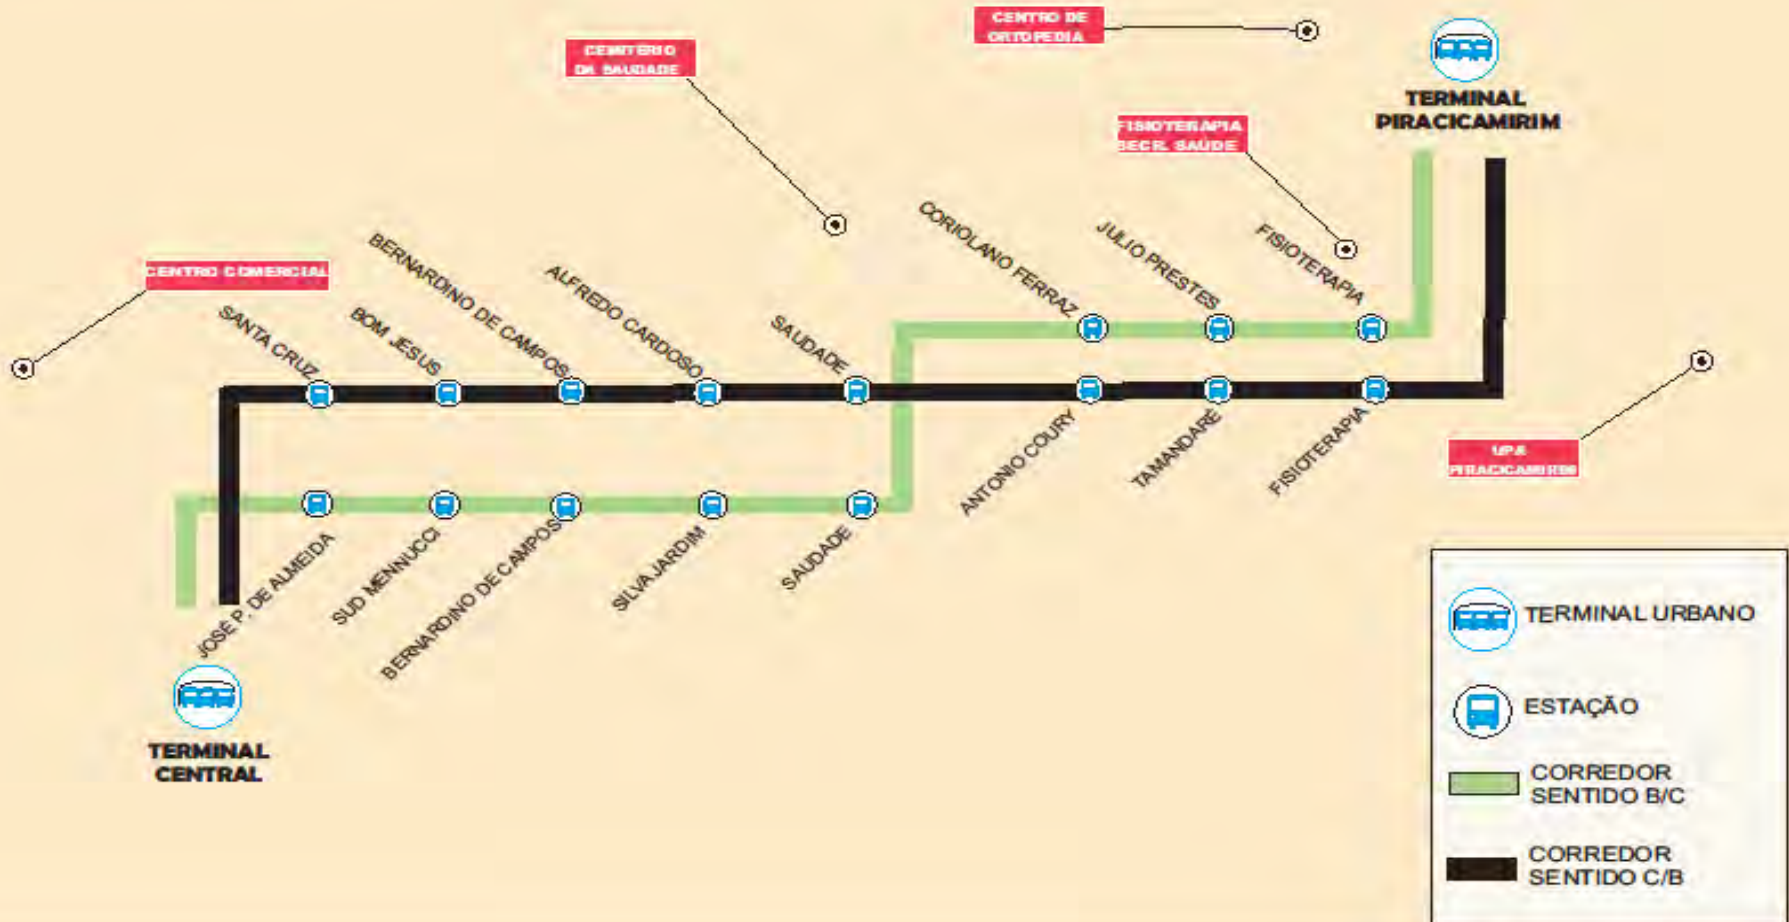 CENTRO DE
ORTOPEDIA
CEMITÉRIO
DA SAUDADE
TERMINAL
PIRACICAMIRIM
FISIOTERAPIA
SECR. SAÚDE
CENTRO COMERCIAL
SANTA CRUZ
BOM JESUS
BERNARDINO DE CAMPOS
ALFREDO CARDOSO
SAUDADE
CORIOLANO FERRAZ
JULIO PRESTES
FISIOTERAPIA
ANTONIO COURY
TAMANDARÉ
FISIOTERAPIA
UPA
PIRACICAMIRIM
JOSÉ P. DE ALMEIDA
SUD MENNUCCI
BERNARDINO DE CAMPOS
SILVA JARDIM
SAUDADE
TERMINAL
CENTRAL
TERMINAL URBANO
ESTAÇÃO
CORREDOR
SENTIDO B/C
CORREDOR
SENTIDO C/B